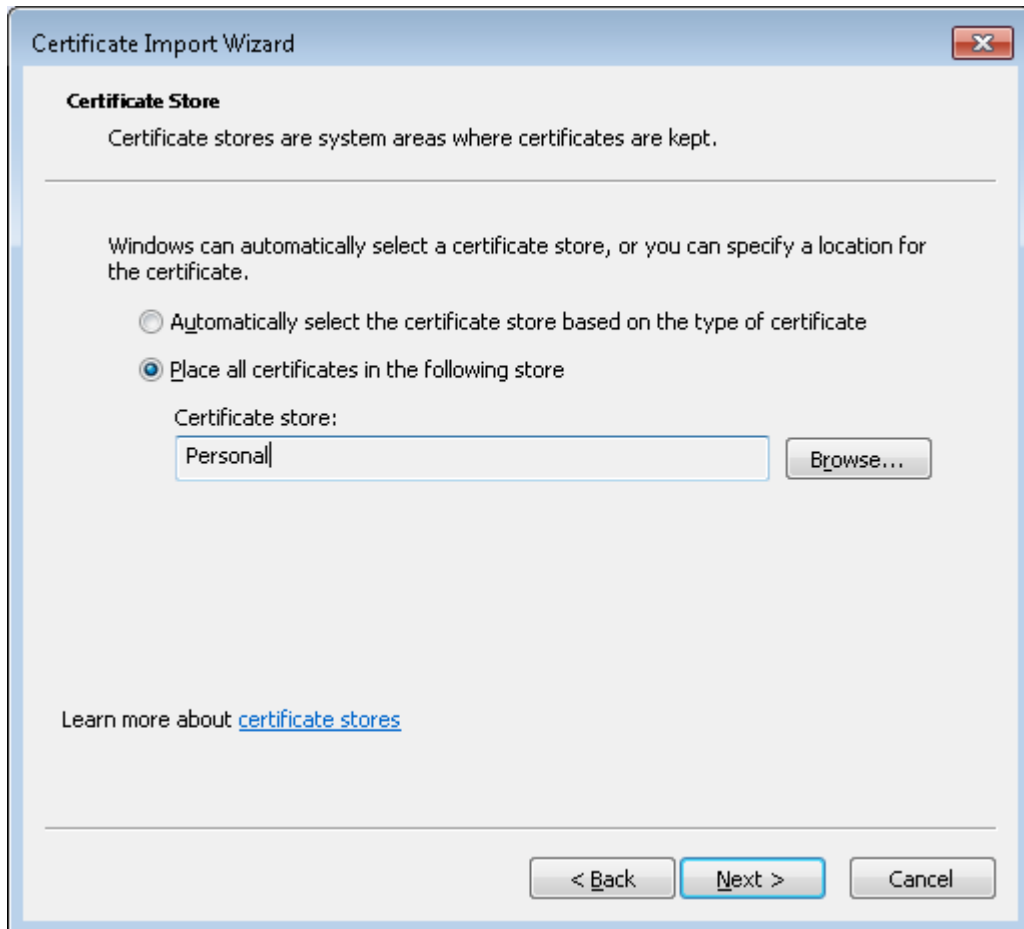 Certificate Import Wizard
Certificate Store
Certificate stores are system areas where certificates are kept.
Windows can automatically select a certificate store, or you can specify a location for
the certificate.
Automatically select the certificate store based on the type of certificate
Place all certificates in the following store
Certificate store:
Personal
Browse...
Learn more about certificate stores
< Back
Next >
Cancel